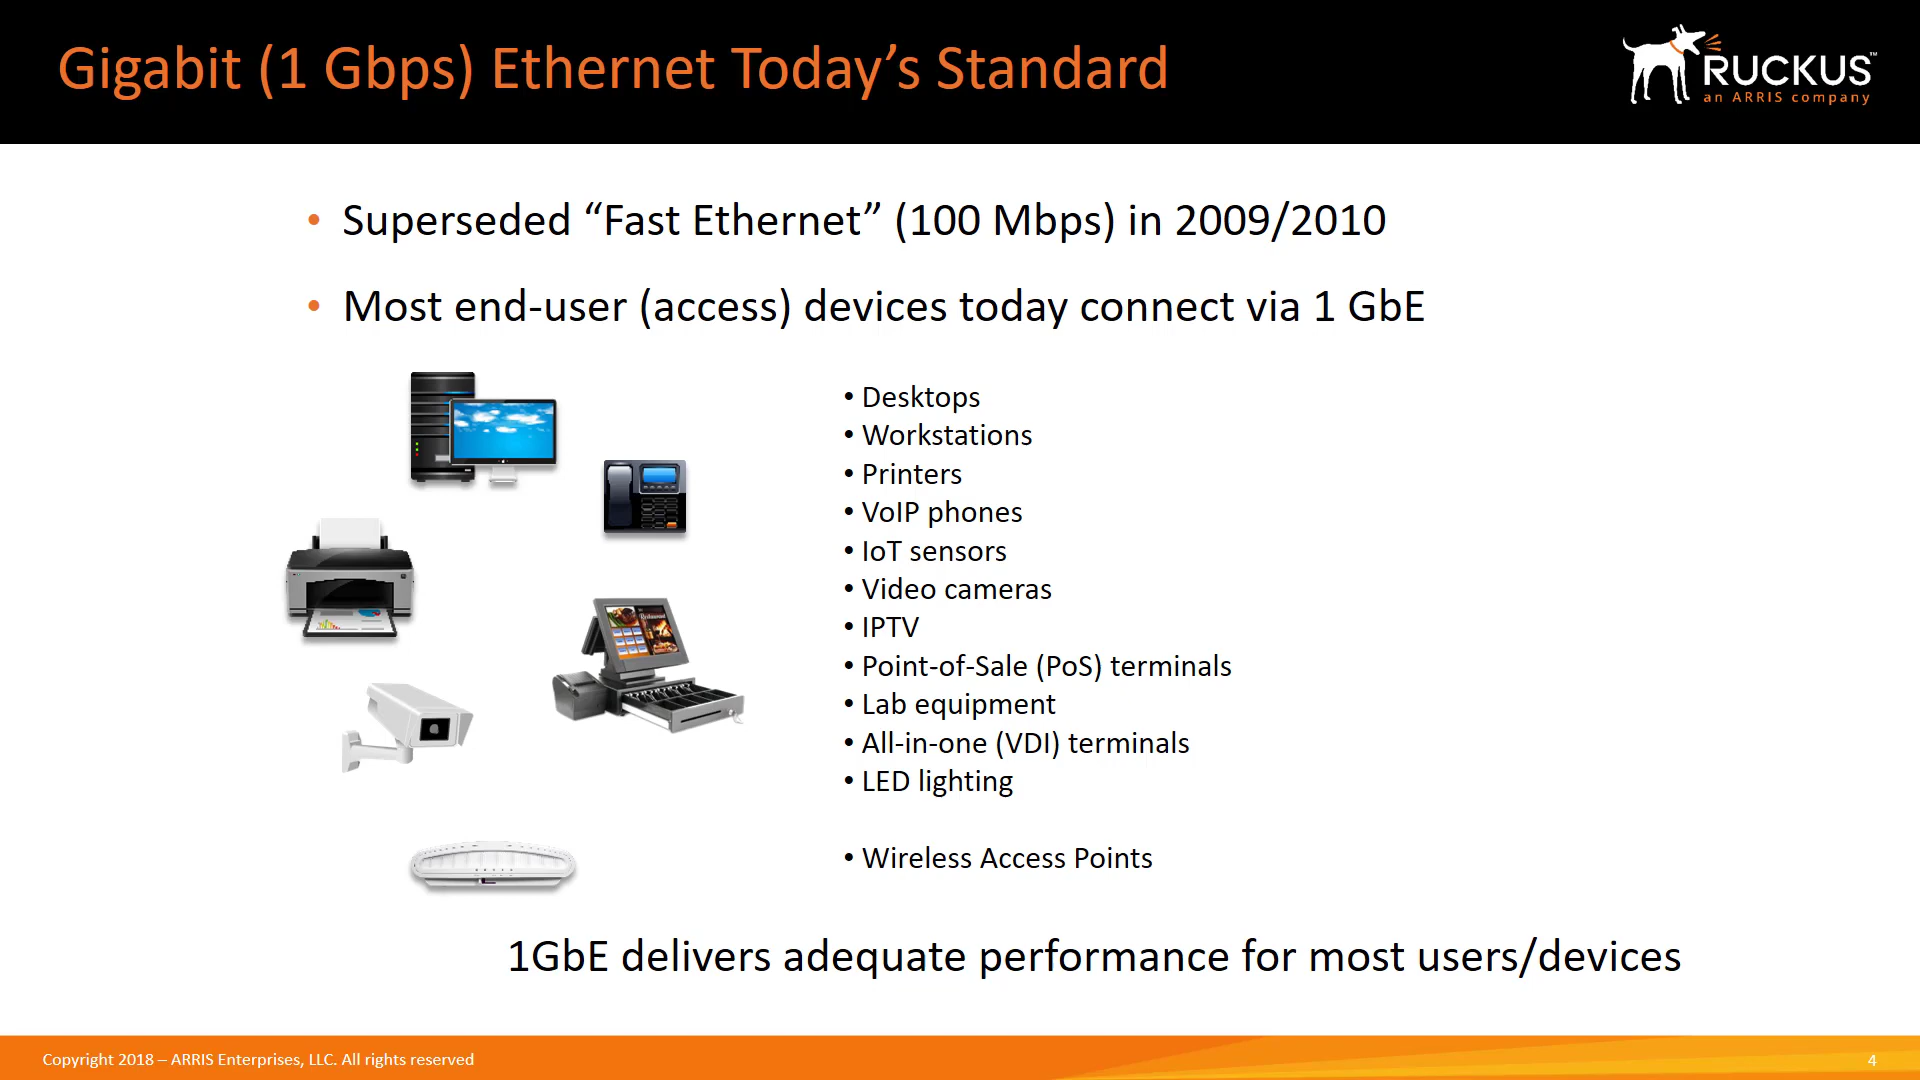 Gigabit (1 Gbps) Ethernet Today’s Standard
RUCKUS™
an ARRIS company
• Superseded “Fast Ethernet” (100 Mbps) in 2009/2010
• Most end-user (access) devices today connect via 1 GbE
• Desktops
• Workstations
• Printers
• VoIP phones
• IoT sensors
• Video cameras
• IPTV
• Point-of-Sale (PoS) terminals
• Lab equipment
• All-in-one (VDI) terminals
• LED lighting
• Wireless Access Points
1GbE delivers adequate performance for most users/devices
Copyright 2018 – ARRIS Enterprises, LLC. All rights reserved
4